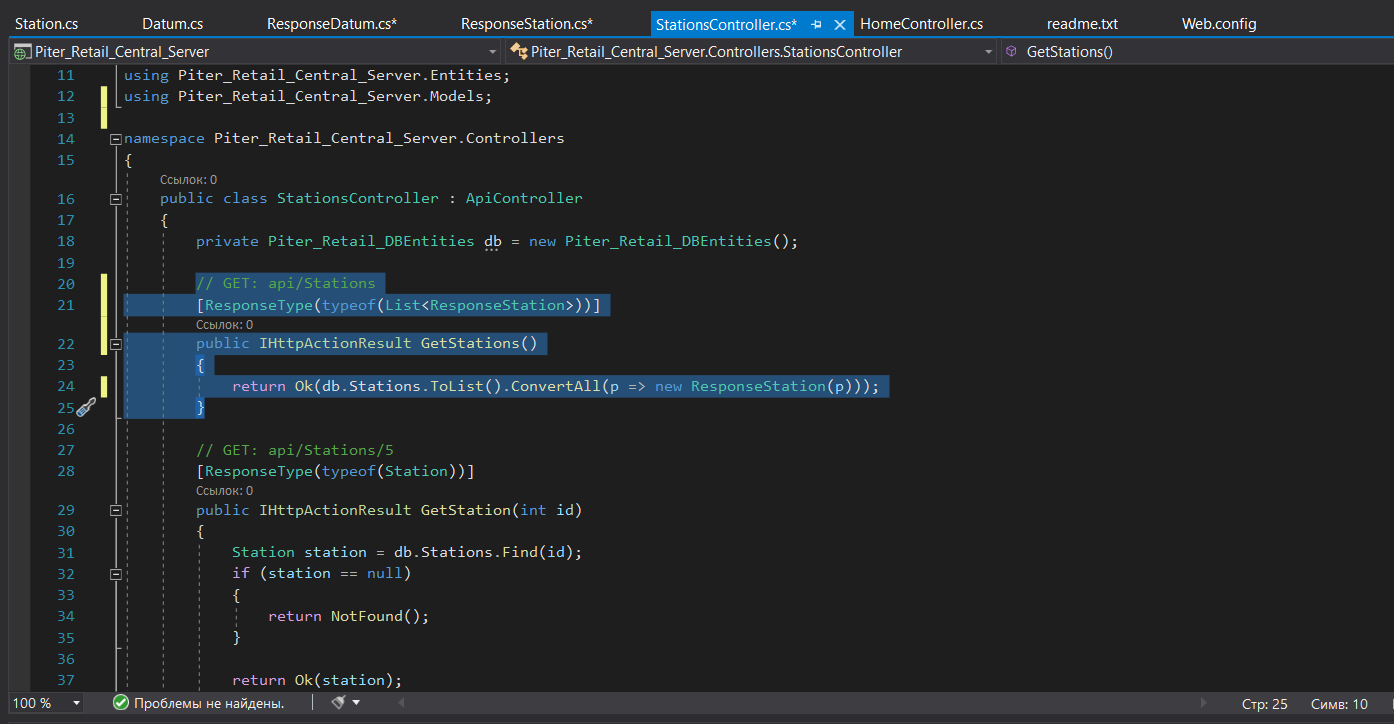 Station.cs Datum.cs ResponseDatum.cs* ResponseStation.cs* StationsController.cs* HomeController.cs readme.txt Web.config
Piter_Retail_Central_Server Piter_Retail_Central_Server.Controllers.StationsController GetStations()
11 using Piter_Retail_Central_Server.Entities;
12 using Piter_Retail_Central_Server.Models;
13
14 namespace Piter_Retail_Central_Server.Controllers
15 {
Ссылок: 0
16 public class StationsController : ApiController
17 {
18 private Piter_Retail_DBEntities db = new Piter_Retail_DBEntities();
19
20 // GET: api/Stations
21 [ResponseType(typeof(List<ResponseStation>))]
Ссылок: 0
22 public IHttpActionResult GetStations()
23 {
24 return Ok(db.Stations.ToList().ConvertAll(p => new ResponseStation(p)));
25 }
26
27 // GET: api/Stations/5
28 [ResponseType(typeof(Station))]
Ссылок: 0
29 public IHttpActionResult GetStation(int id)
30 {
31 Station station = db.Stations.Find(id);
32 if (station == null)
33 {
34 return NotFound();
35 }
36
37 return Ok(station);
100 % Проблемы не найдены. Стр: 25 Симв: 10